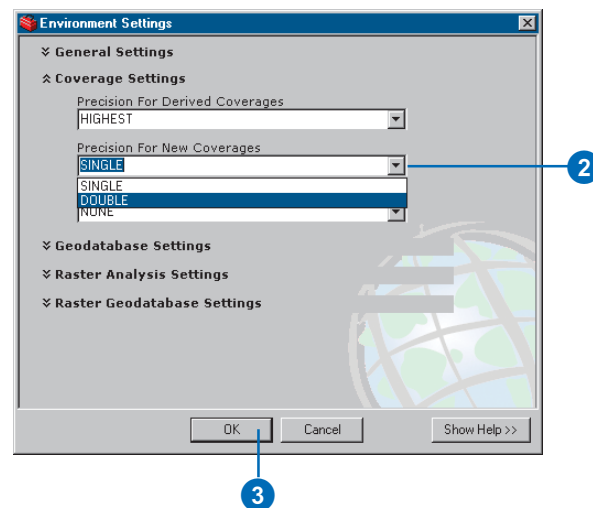 Environment Settings
General Settings
Coverage Settings
Precision For Derived Coverages
HIGHEST
Precision For New Coverages
SINGLE
2
SINGLE
DOUBLE
NONE
Geodatabase Settings
Raster Analysis Settings
Raster Geodatabase Settings
OK
Cancel
Show Help >>
3